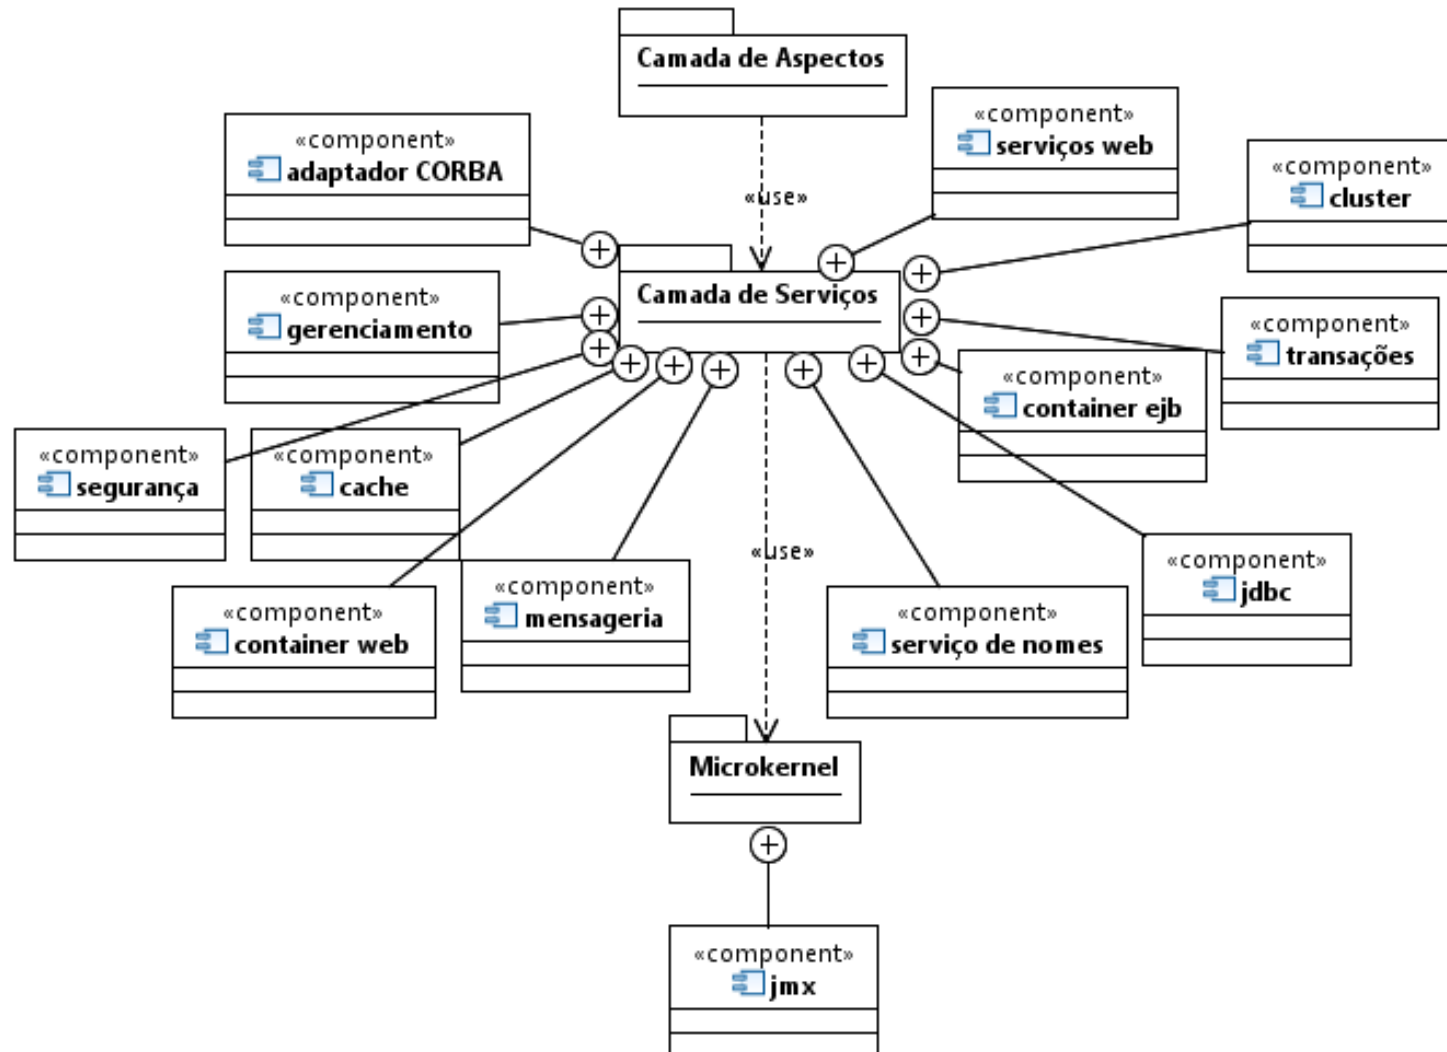 Camada de Aspectos
«component»
serviços web
«component»
adaptador CORBA
«component»
cluster
«use»
«component»
gerenciamento
Camada de Serviços
«component»
transações
«component»
container ejb
«component»
segurança
«component»
cache
«use»
«component»
jdbc
«component»
mensageria
«component»
container web
«component»
serviço de nomes
Microkernel
«component»
jmx